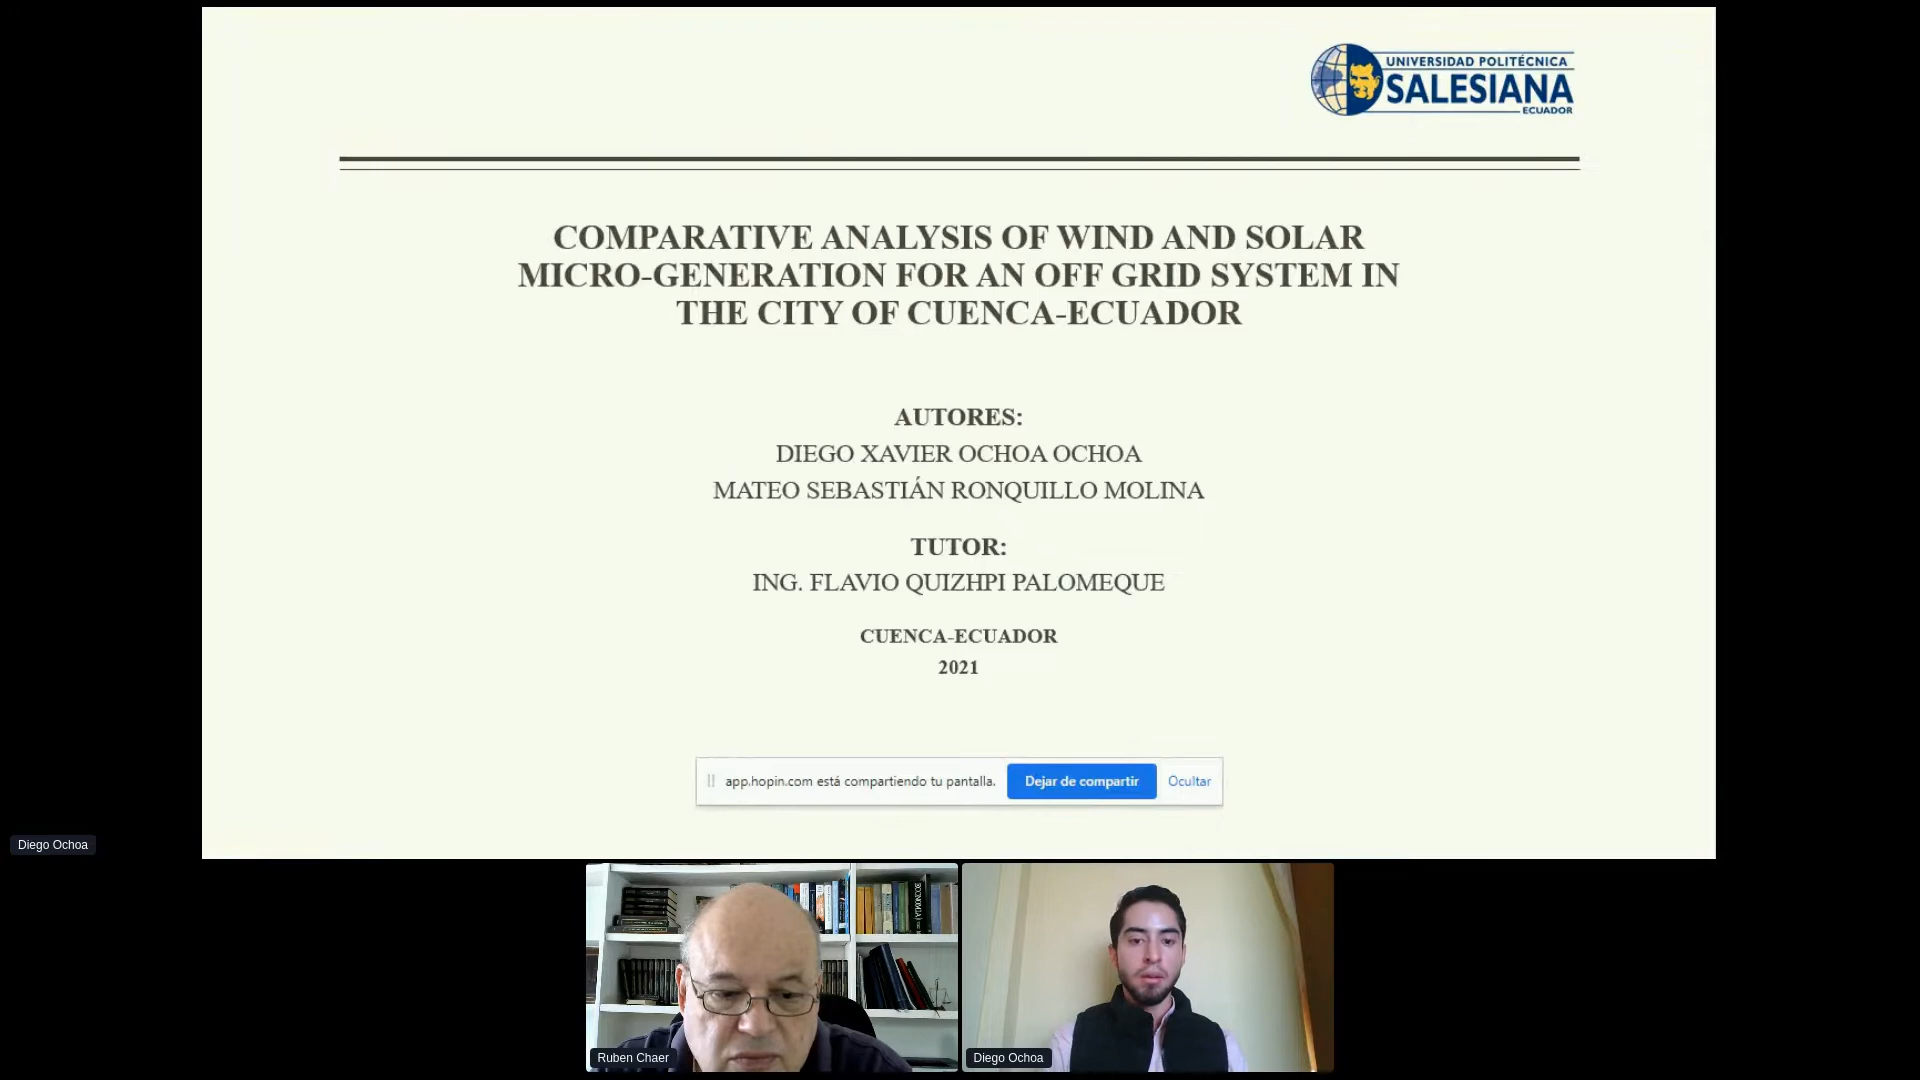 UNIVERSIDAD POLITÉCNICA
SALESIANA
ECUADOR
COMPARATIVE ANALYSIS OF WIND AND SOLAR
MICRO-GENERATION FOR AN OFF GRID SYSTEM IN
THE CITY OF CUENCA-ECUADOR
AUTORES:
DIEGO XAVIER OCHOA OCHOA
MATEO SEBASTIÁN RONQUILLO MOLINA
TUTOR:
ING. FLAVIO QUIZHPI PALOMEQUE
CUENCA-ECUADOR
2021
app.hopin.com está compartiendo tu pantalla.
Dejar de compartir
Ocultar
Diego Ochoa
Ruben Chaer
Diego Ochoa